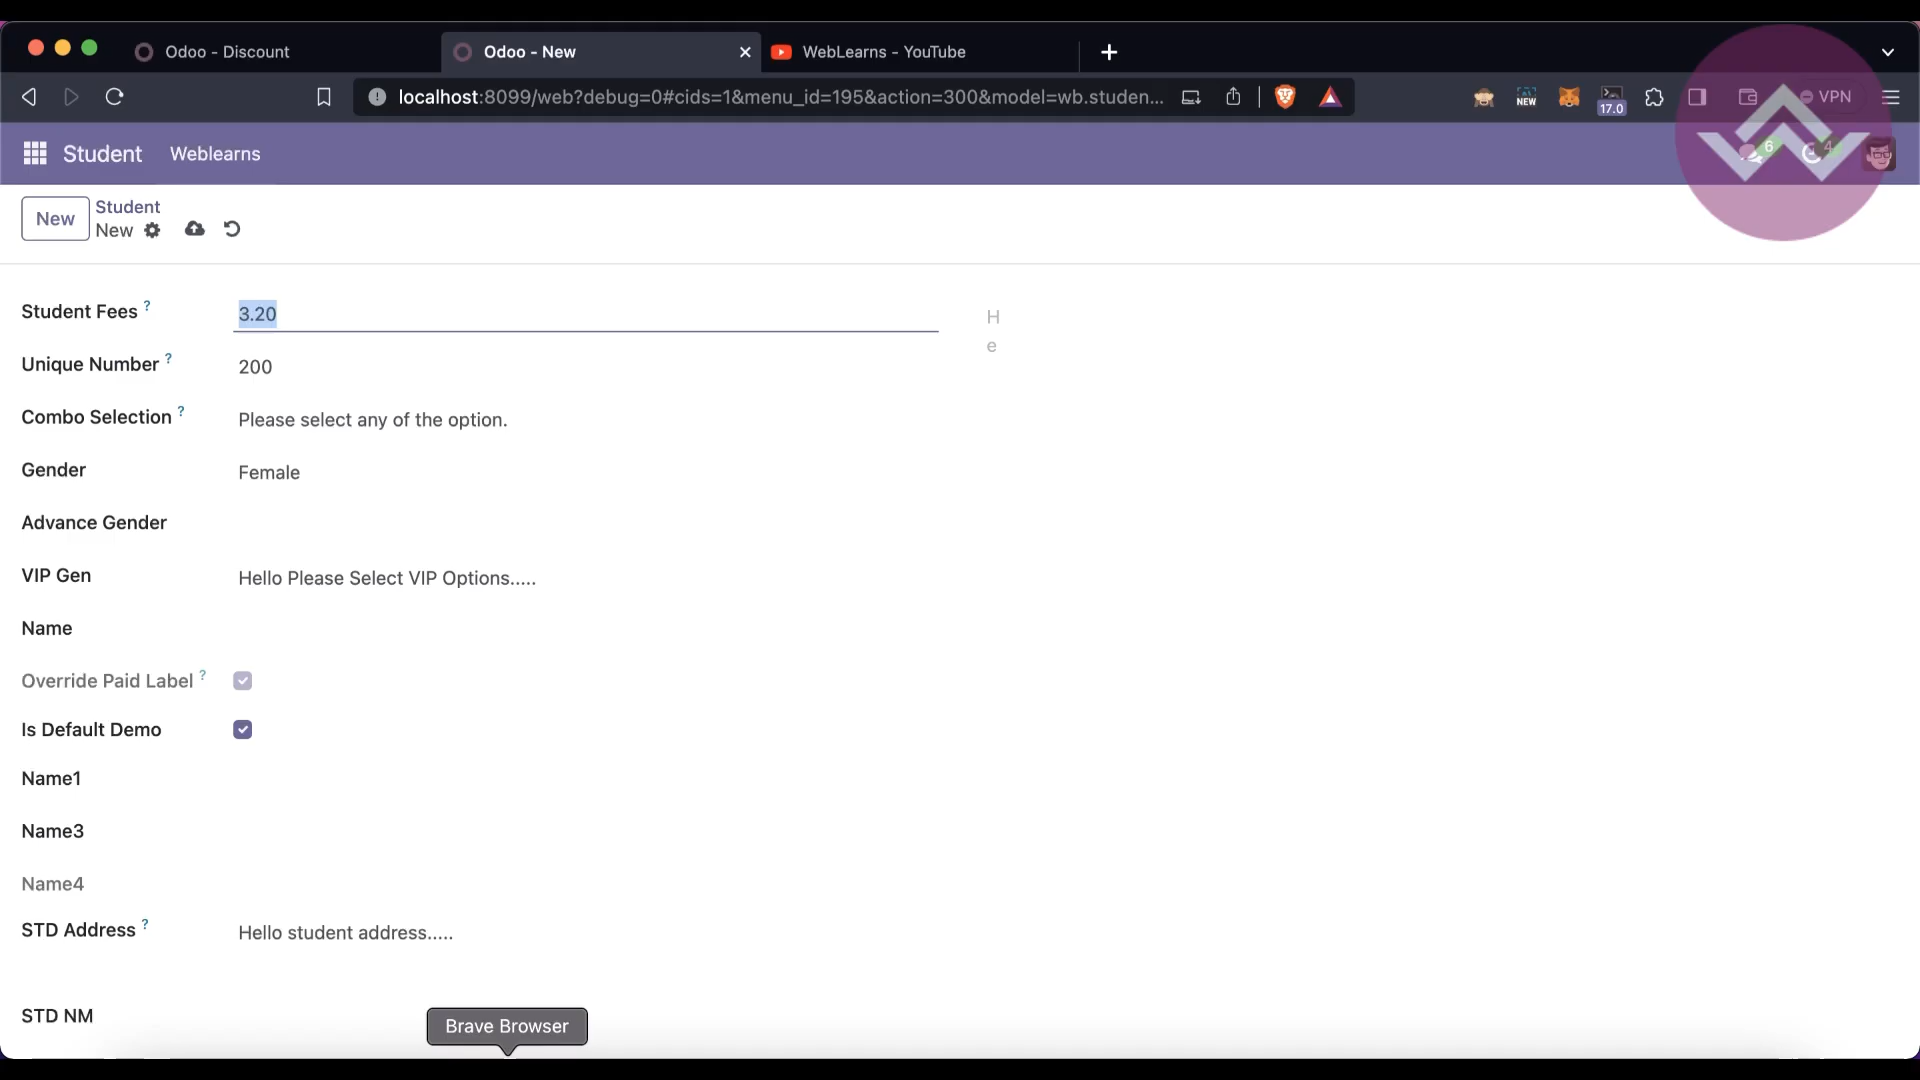 Odoo - Discount
Odoo - New
WebLearns - YouTube
localhost:8099/web?debug=0#cids=1&menu_id=195&action=300&model=wb.studen...
NEW
17.0
VPN
Student
Weblearns
6
4
New
Student
New
Student Fees ?
3.20
H
e
Unique Number ?
200
Combo Selection ?
Please select any of the option.
Gender
Female
Advance Gender
VIP Gen
Hello Please Select VIP Options.....
Name
Override Paid Label ?
Is Default Demo
Name1
Name3
Name4
STD Address ?
Hello student address.....
STD NM
Brave Browser